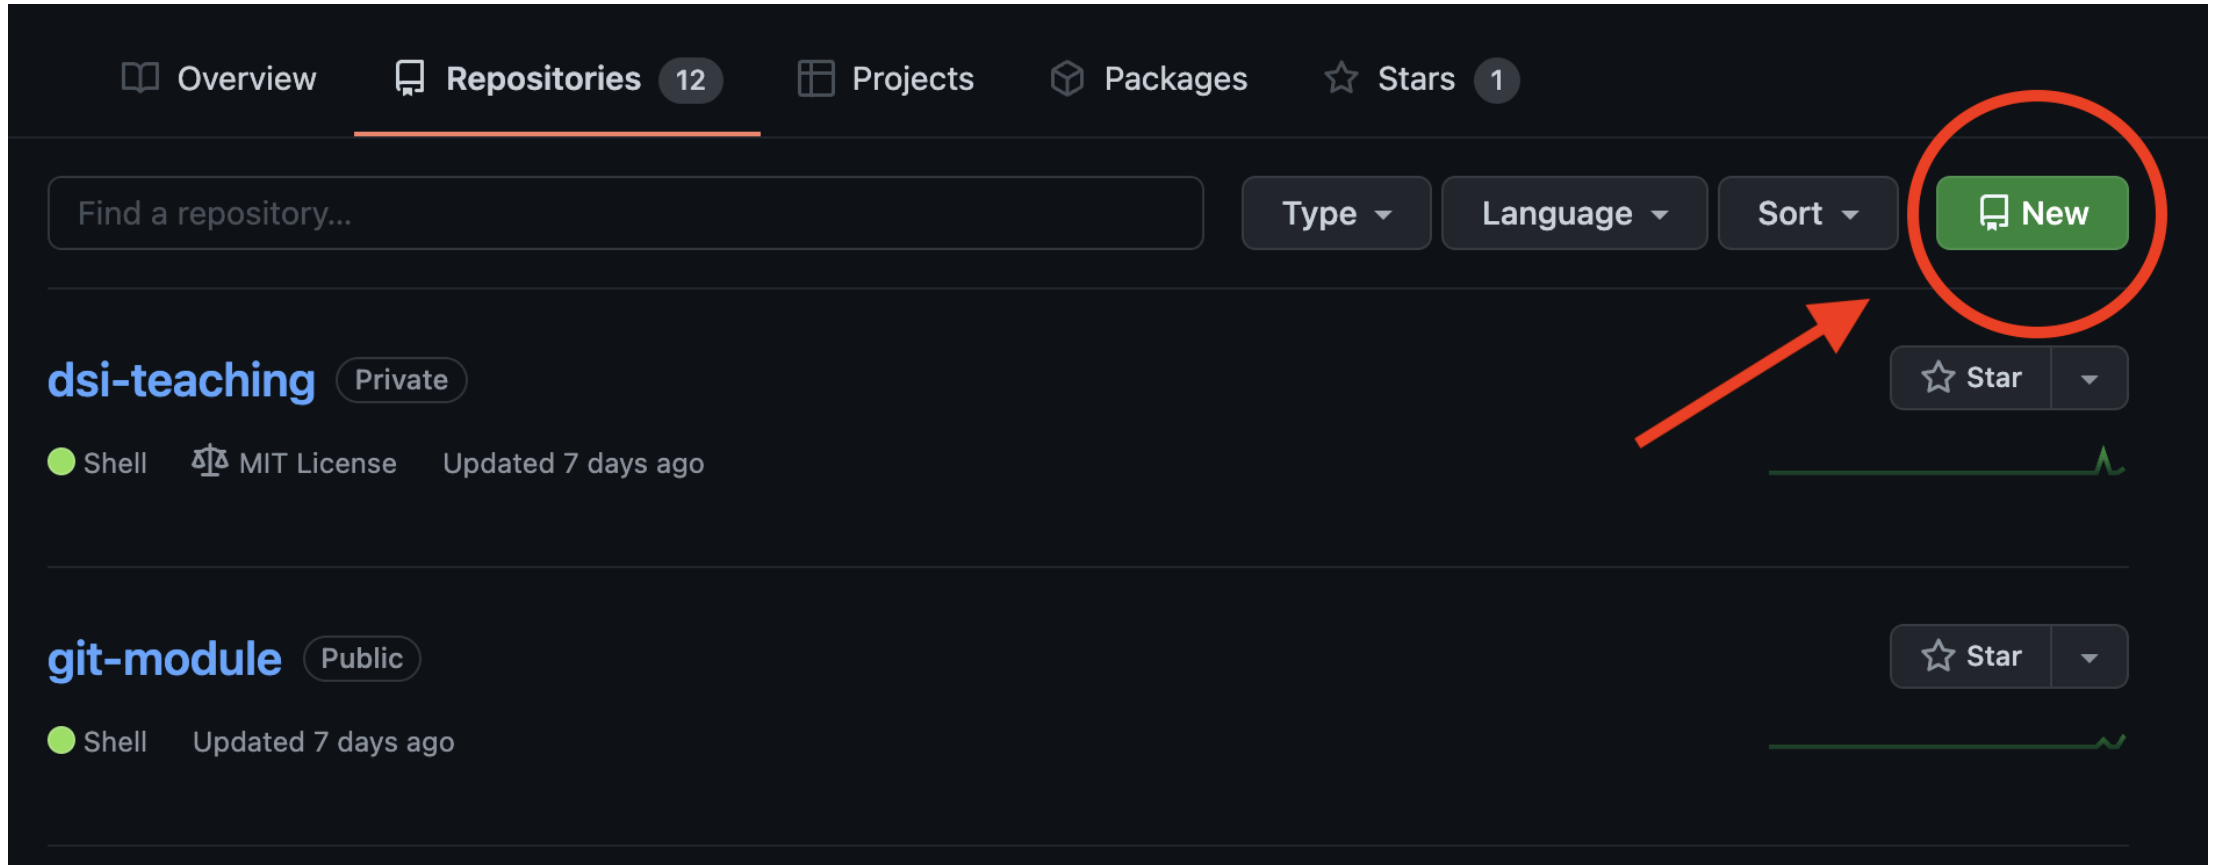 Overview Repositories 12 Projects Packages Stars 1
Find a repository... Type Language Sort New
dsi-teaching Private Star
Shell MIT License Updated 7 days ago
git-module Public Star
Shell Updated 7 days ago